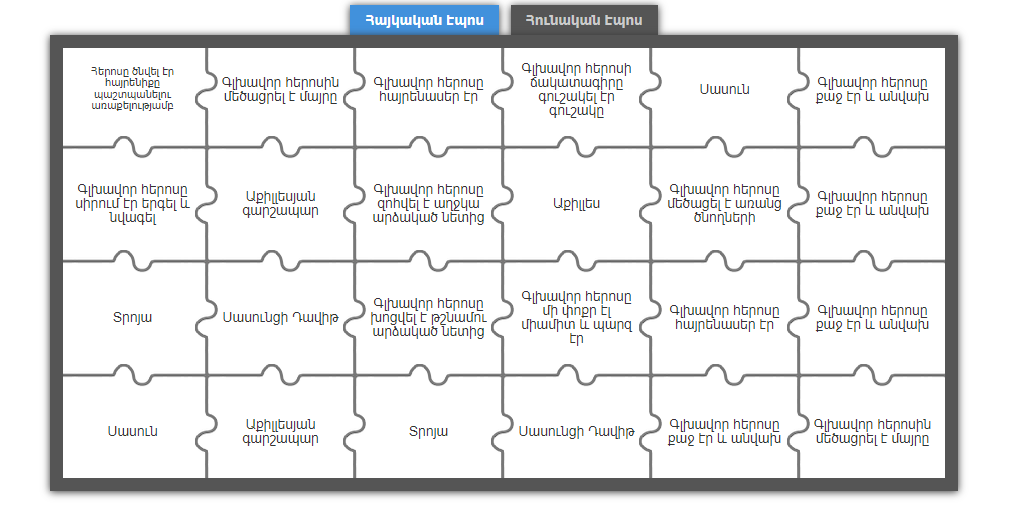 Հայկական էպոս
Հունական էպոս
Հերոսը ծնվել էր
հայրենիքը
պաշտպանելու
առաքելությամբ
Գլխավոր հերոսին
մեծացրել է մայրը
Գլխավոր հերոսը
հայրենասեր էր
Գլխավոր հերոսի
ճակատագիրը
գուշակել էր
գուշակը
Սասուն
Գլխավոր հերոսը
քաջ էր և անվախ
Գլխավոր հերոսը
սիրում էր երգել և
նվագել
Աքիլլեսյան
գարշապար
Գլխավոր հերոսը
զոհվել է աղջկա
արձակած նետից
Աքիլլես
Գլխավոր հերոսը
մեծացել է առանց
ծնողների
Գլխավոր հերոսը
քաջ էր և անվախ
Տրոյա
Սասունցի Դավիթ
Գլխավոր հերոսը
խոցվել է թշնամու
արձակած նետից
Գլխավոր հերոսը
մի փոքր էլ
միամիտ և պարզ
էր
Գլխավոր հերոսը
հայրենասեր էր
Գլխավոր հերոսը
քաջ էր և անվախ
Սասուն
Աքիլլեսյան
գարշապար
Տրոյա
Սասունցի Դավիթ
Գլխավոր հերոսը
քաջ էր և անվախ
Գլխավոր հերոսին
մեծացրել է մայրը